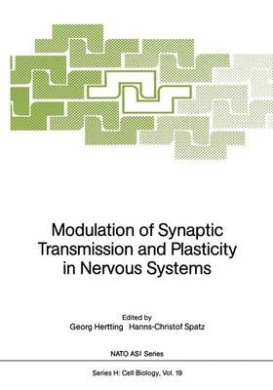 Modulation of Synaptic
Transmission and Plasticity
in Nervous Systems
Edited by
Georg Hertting Hanns-Christof Spatz
NATO ASI Series
Series H: Cell Biology, Vol. 19